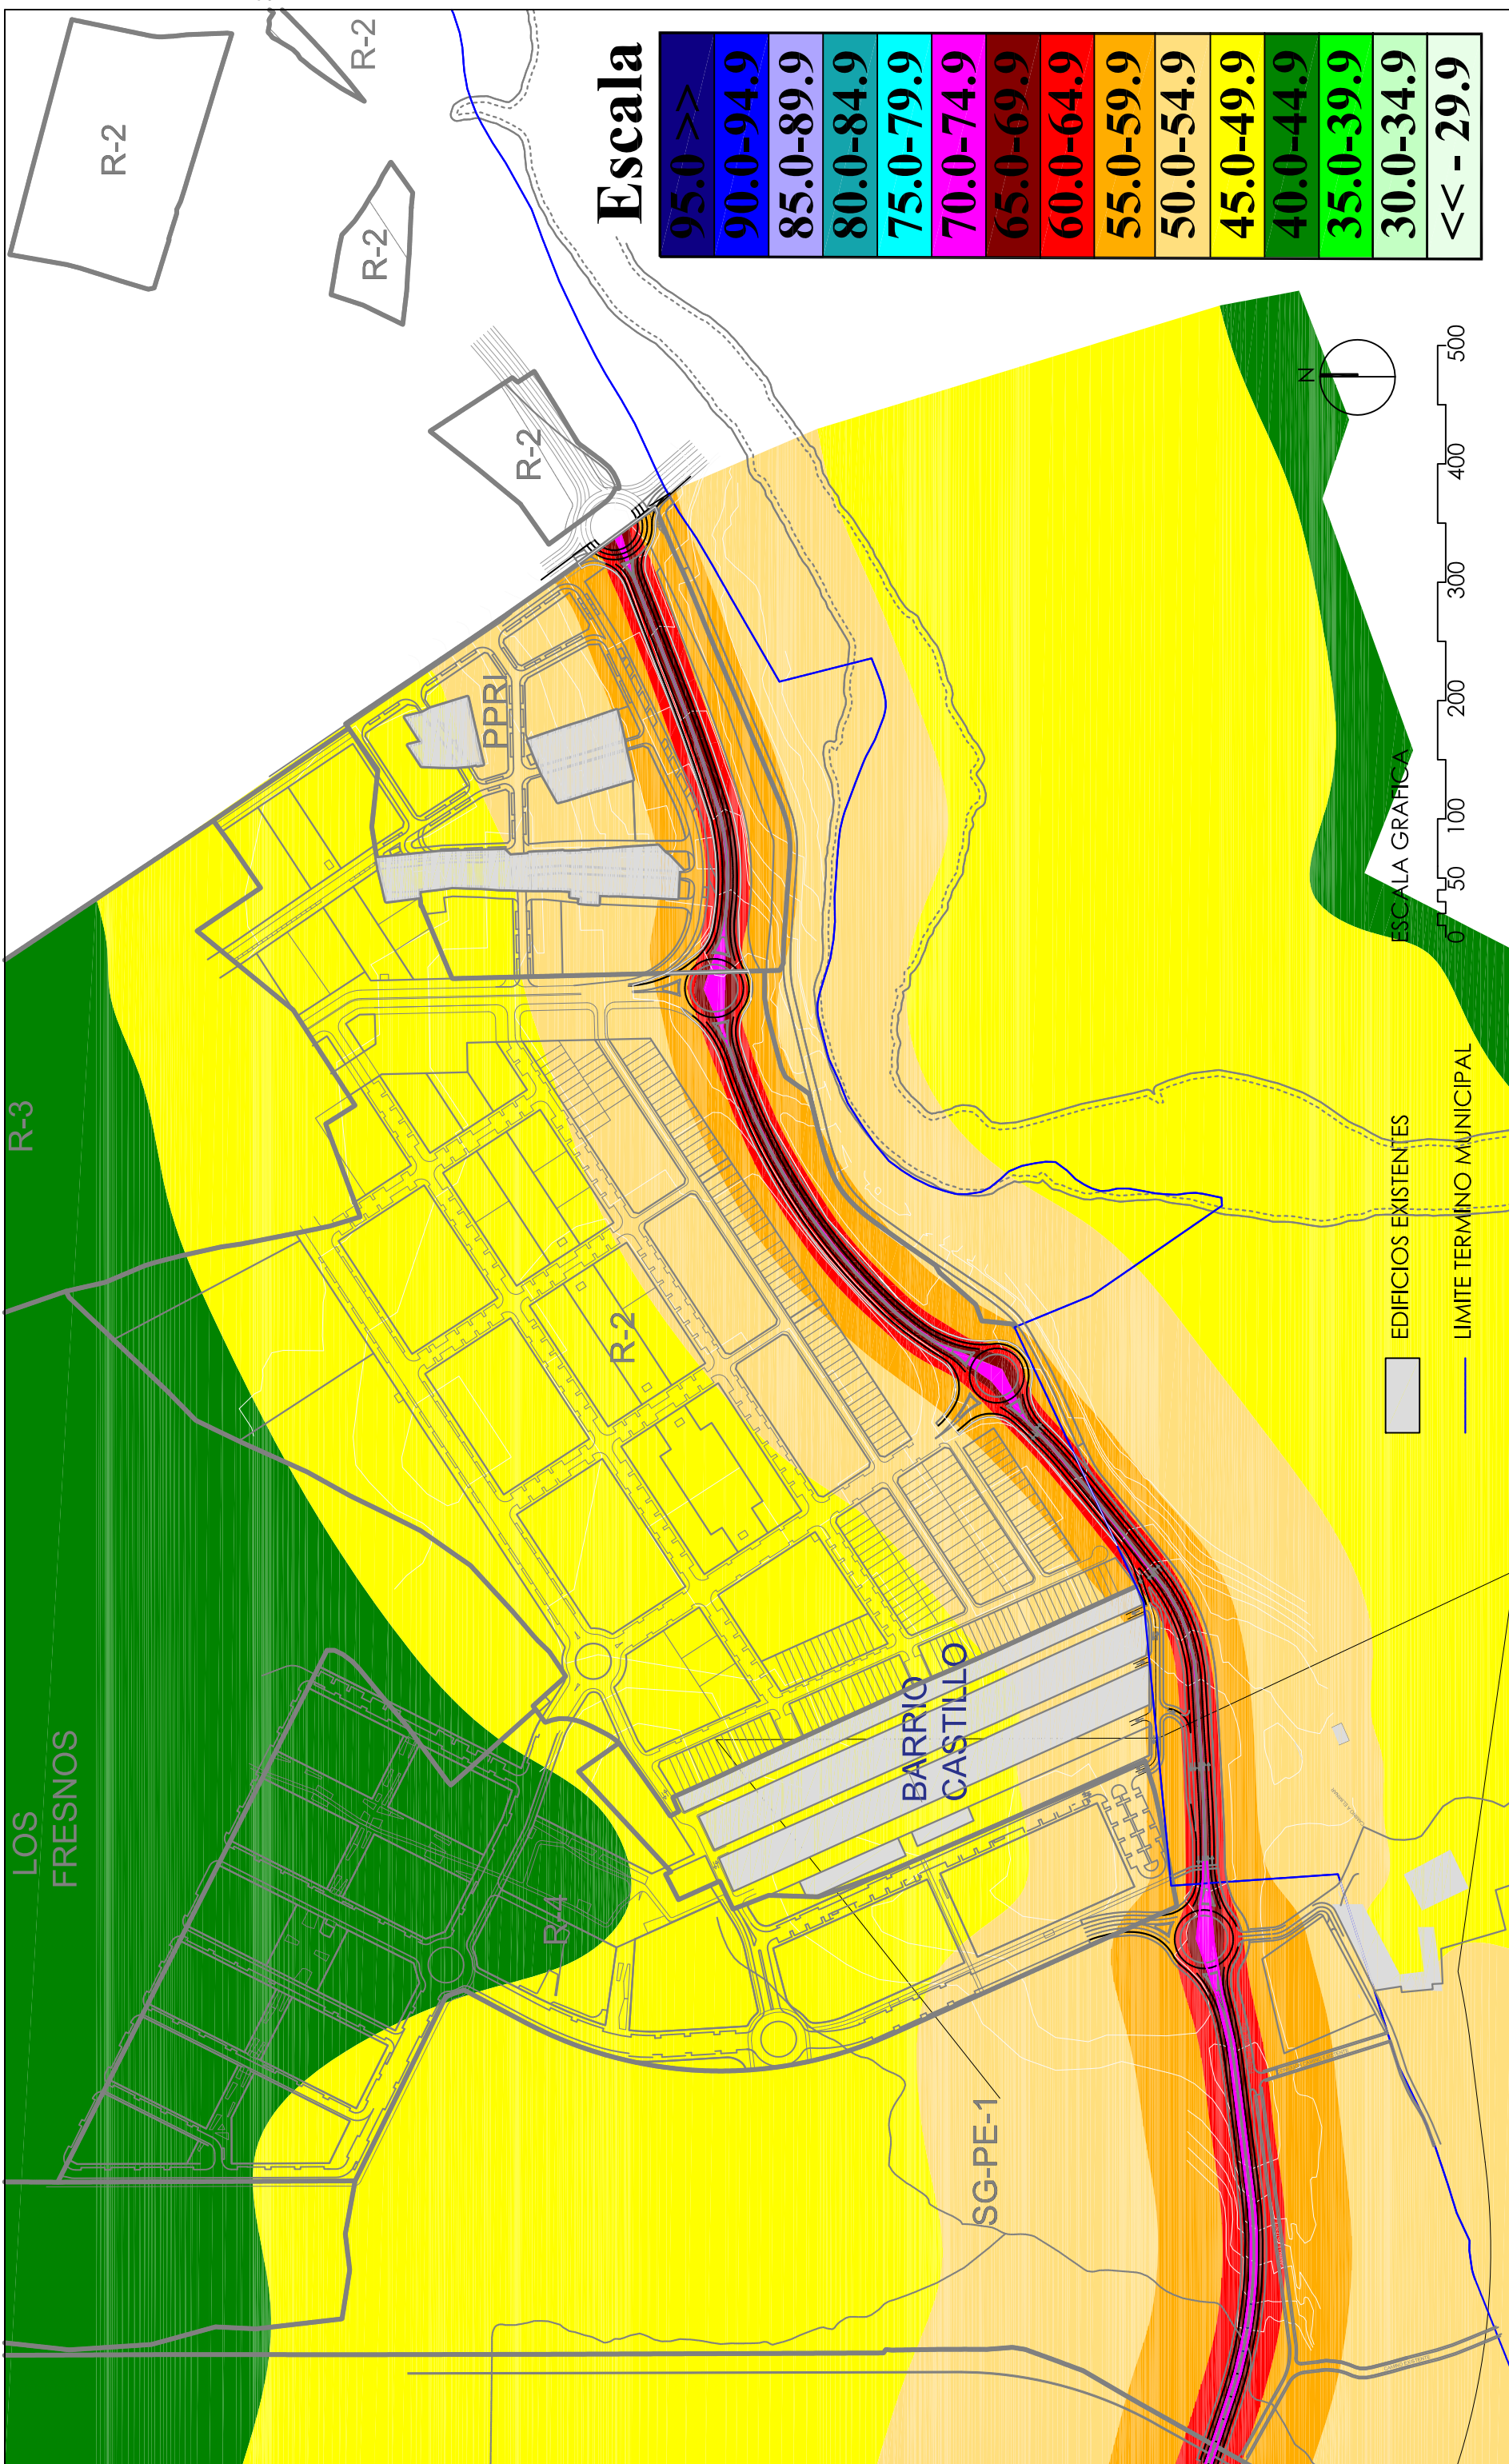 R-2
R-2
R-2
R-2
Escala
95.0 >>
90.0-94.9
85.0-89.9
80.0-84.9
75.0-79.9
70.0-74.9
65.0-69.9
60.0-64.9
55.0-59.9
50.0-54.9
45.0-49.9
40.0-44.9
35.0-39.9
30.0-34.9
<< - 29.9
N
PPRI
R-3
R-2
LOS
FRESNOS
R-4
BARRIO
CASTILLO
SG-PE-1
ESCALA GRAFICA
0 50 100 200 300 400 500
EDIFICIOS EXISTENTES
LIMITE TERMINO MUNICIPAL